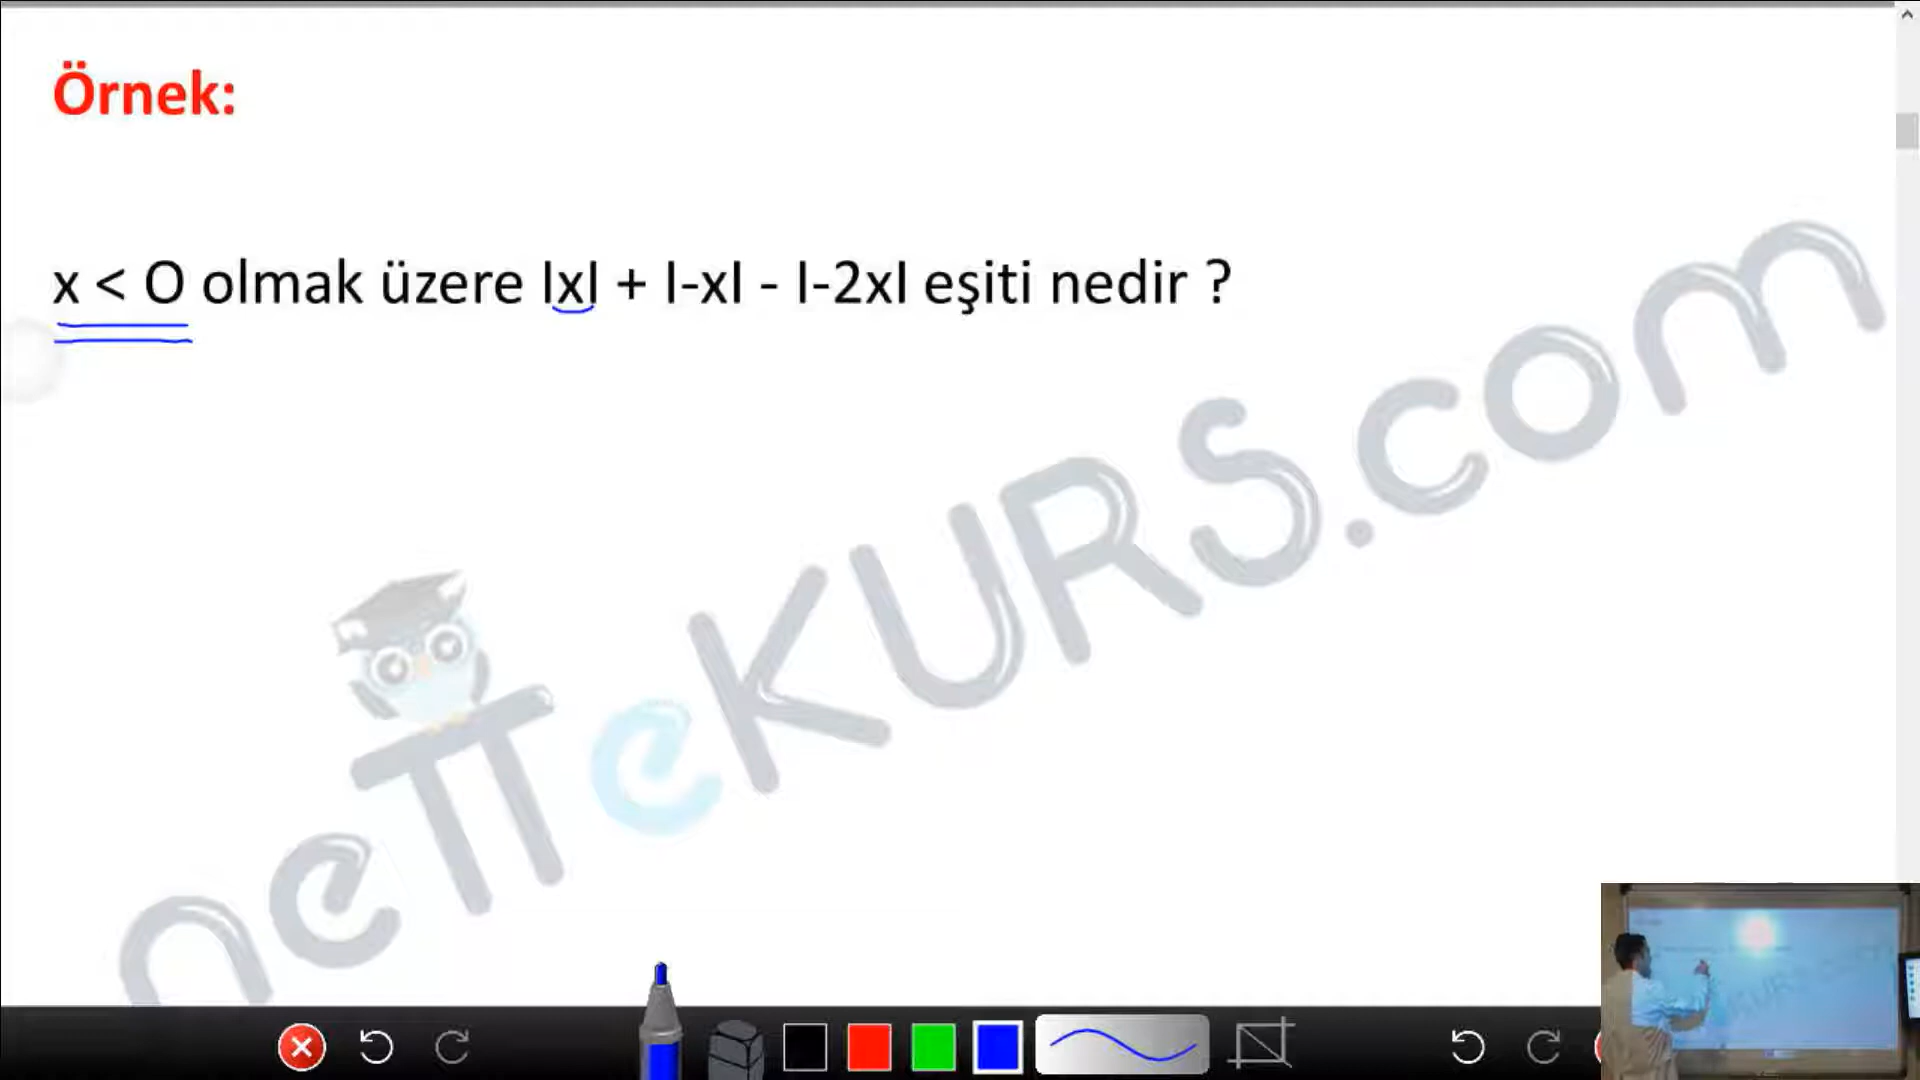 Örnek:
x < O olmak üzere IxI + I-xI - I-2xI eşiti nedir ?
neTTeKURS.com